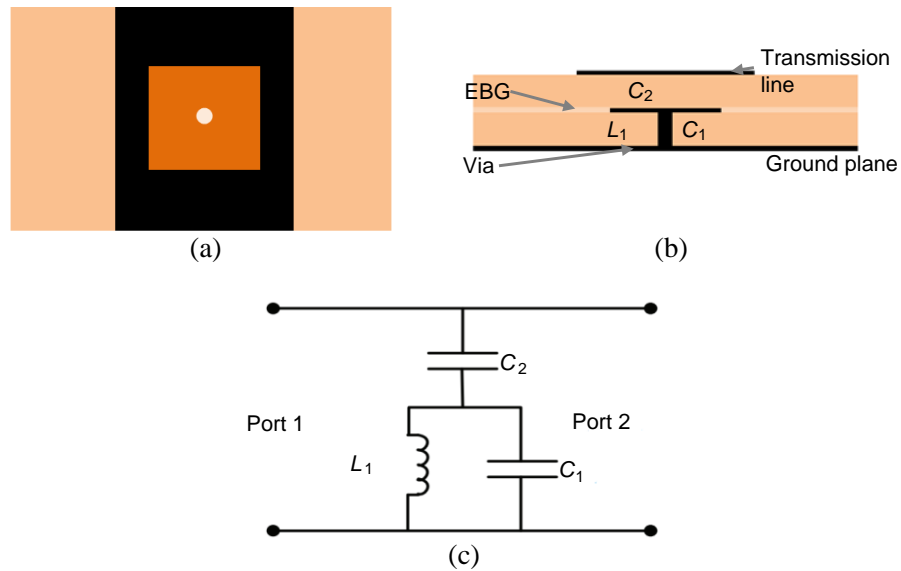 Transmission
line
C2
EBG
L1
C1
Via
Ground plane
(a)
(b)
C2
Port 1
Port 2
L1
C1
(c)